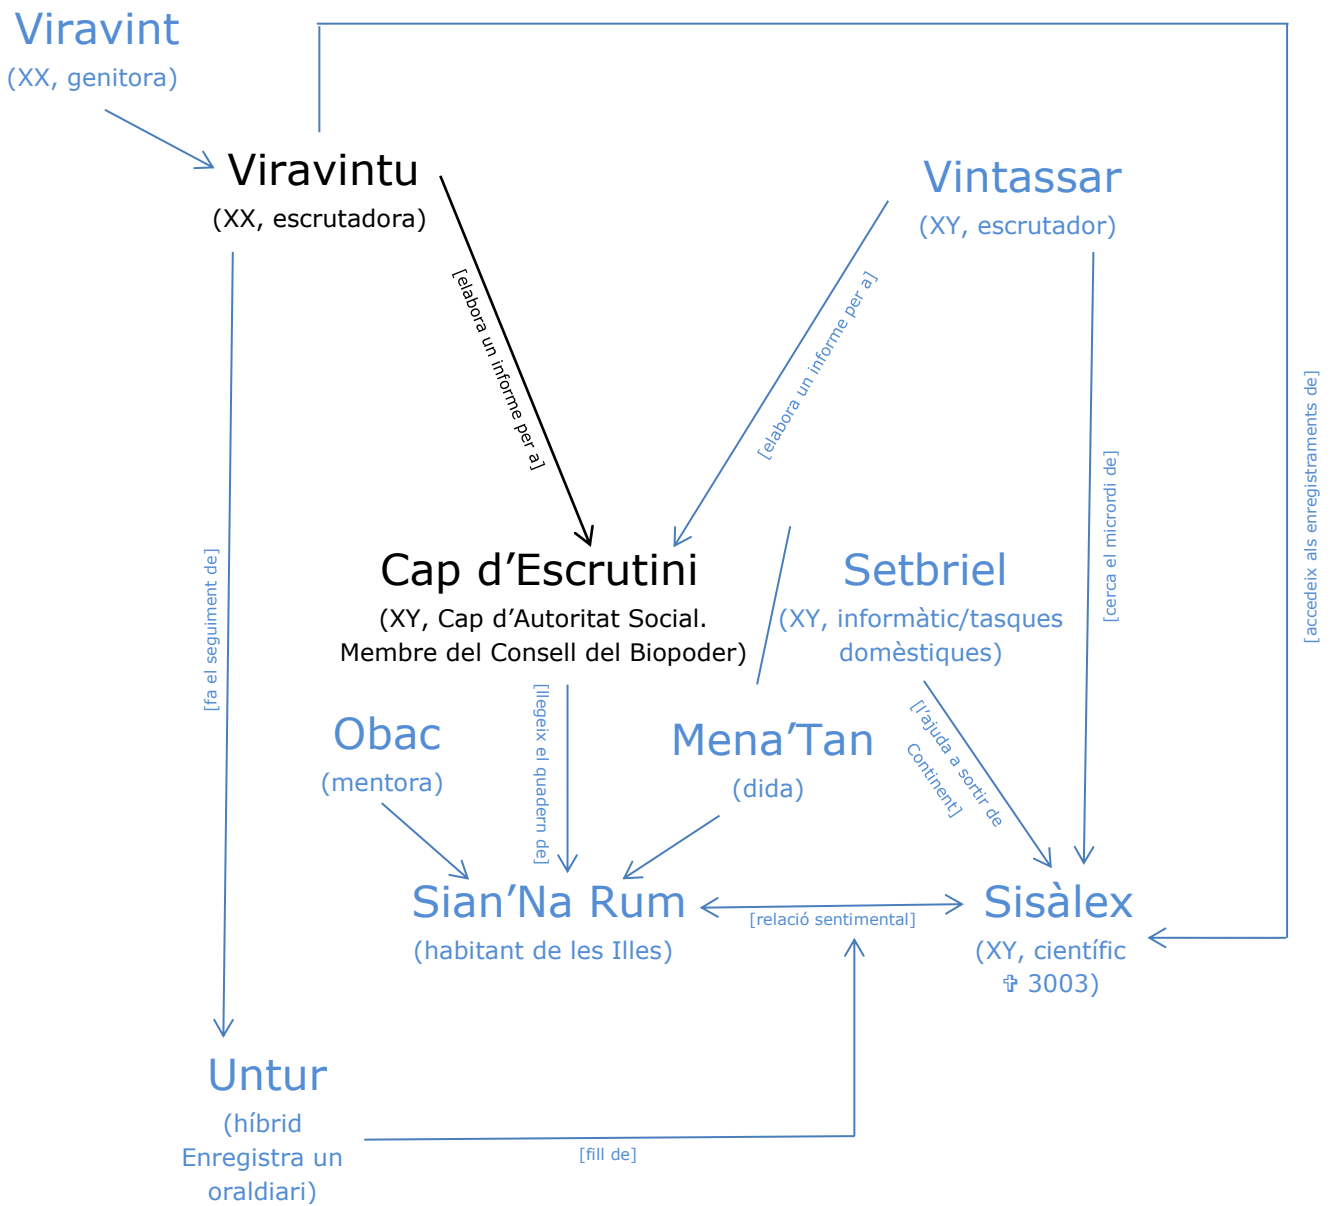 Viravint
(XX, genitora)
Viravintu
(XX, escrutadora)
Vintassar
(XY, escrutador)
[elabora un informe per a]
[elabora un informe per a]
[cerca el micrordi de]
[accedeix als enregistraments de]
[fa el seguiment de]
Cap d’Escrutini
(XY, Cap d’Autoritat Social.
Membre del Consell del Biopoder)
Setbriel
(XY, informàtic/tasques
domèstiques)
Obac
(mentora)
[llegeix el quadern de]
Mena’Tan
(dida)
[l’ajuda a sortir de
Continent]
Sian’Na Rum
(habitant de les Illes)
[relació sentimental]
Sisàlex
(XY, científic
✞ 3003)
Untur
(híbrid
Enregistra un
oraldiari)
[fill de]